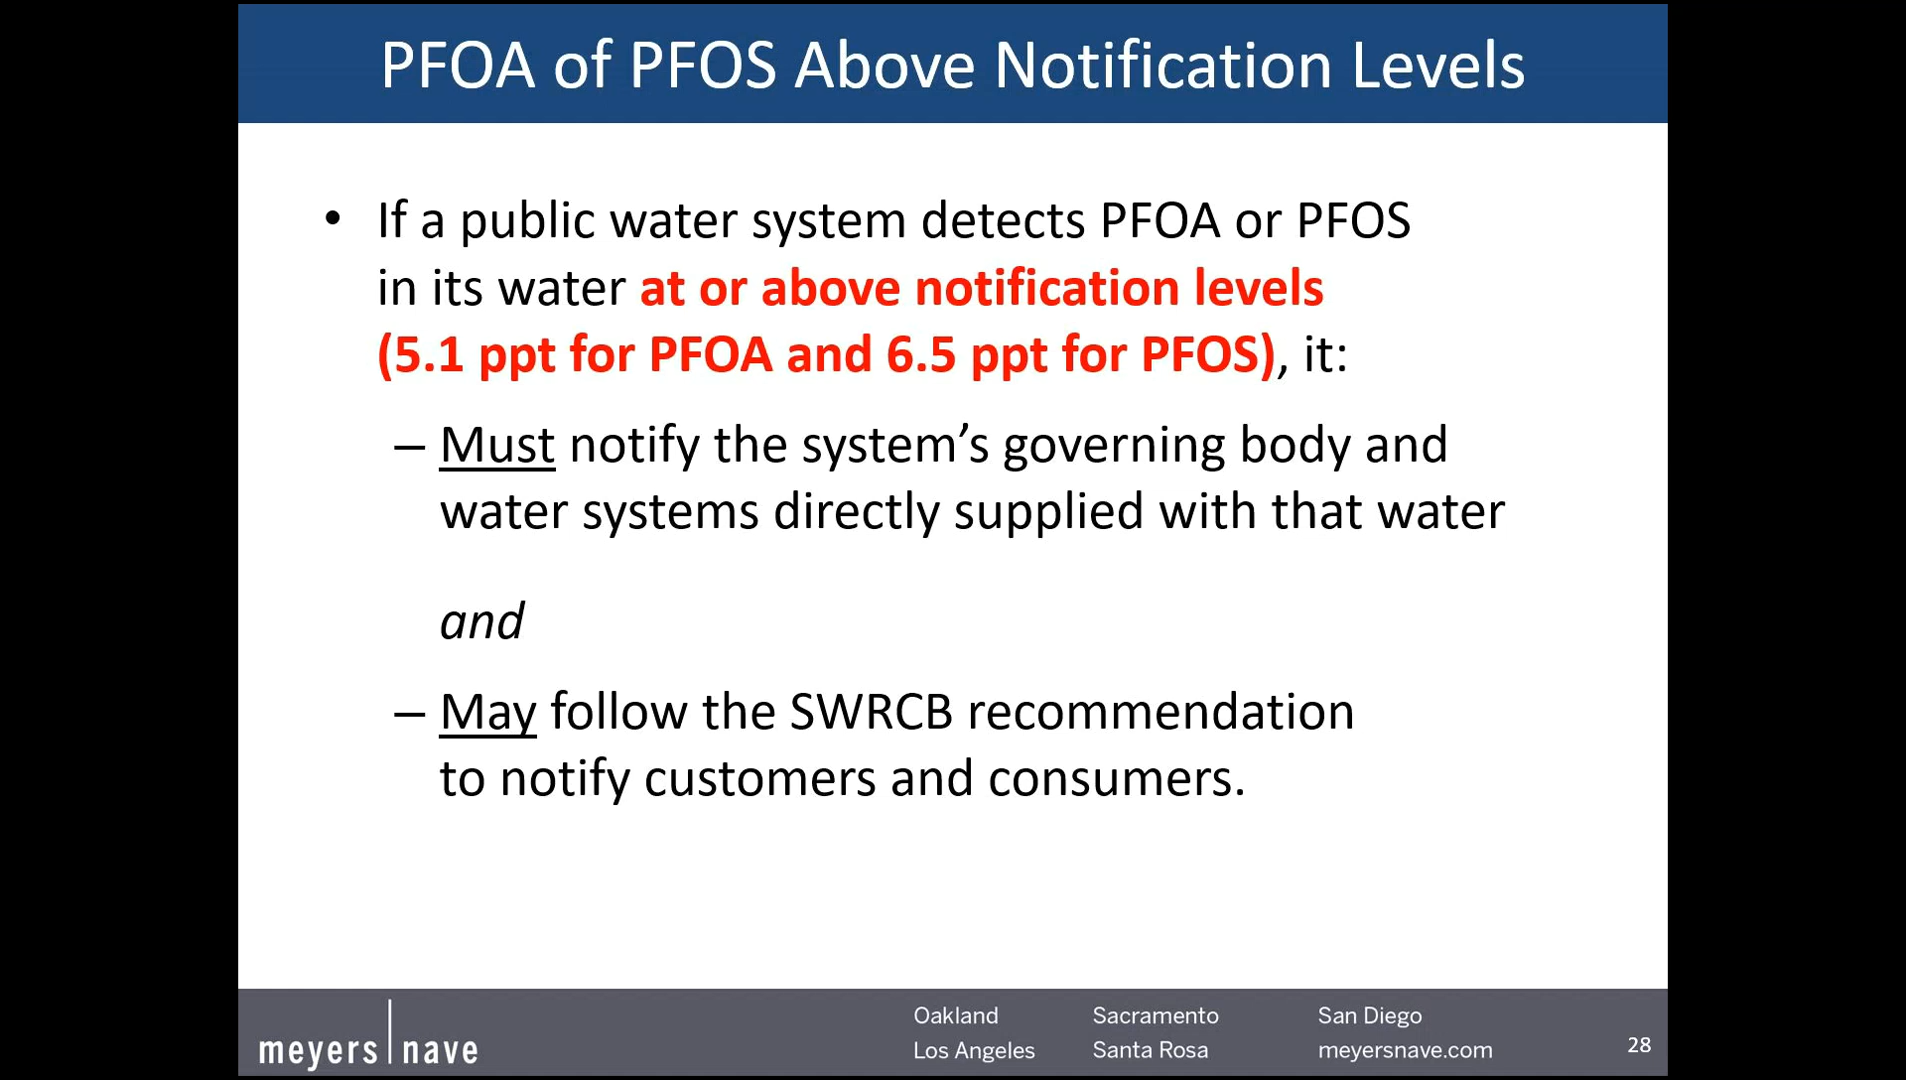 PFOA of PFOS Above Notification Levels
• If a public water system detects PFOA or PFOS
in its water at or above notification levels
(5.1 ppt for PFOA and 6.5 ppt for PFOS), it:
– Must notify the system’s governing body and
water systems directly supplied with that water
and
– May follow the SWRCB recommendation
to notify customers and consumers.
meyers | nave
Oakland
Los Angeles
Sacramento
Santa Rosa
San Diego
meyersnave.com
28